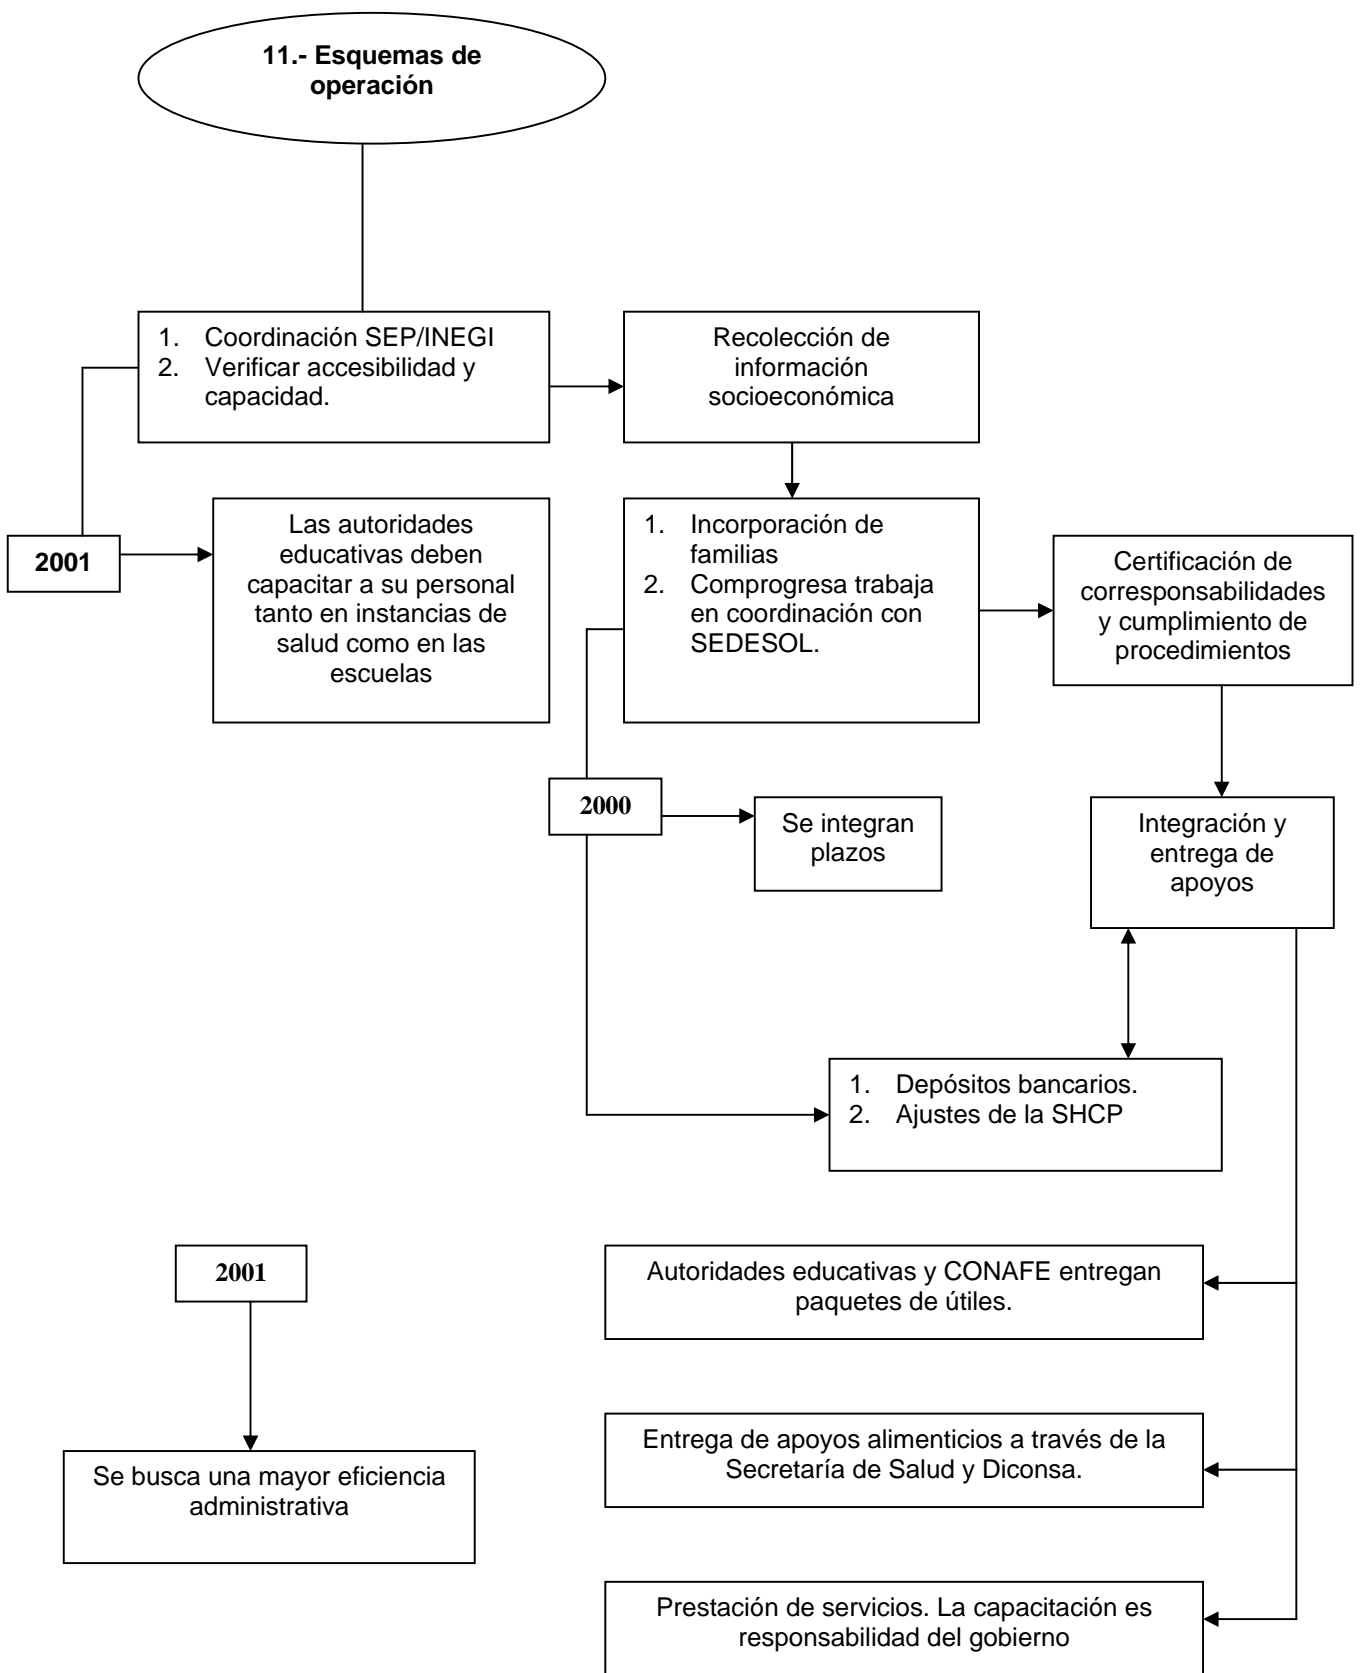 11.- Esquemas de
operación
1. Coordinación SEP/INEGI
2. Verificar accesibilidad y
capacidad.
Recolección de
información
socioeconómica
2001
Las autoridades
educativas deben
capacitar a su personal
tanto en instancias de
salud como en las
escuelas
1. Incorporación de
familias
2. Comprogresa trabaja
en coordinación con
SEDESOL.
Certificación de
corresponsabilidades
y cumplimiento de
procedimientos
2000
Se integran
plazos
Integración y
entrega de
apoyos
1. Depósitos bancarios.
2. Ajustes de la SHCP
2001
Se busca una mayor eficiencia
administrativa
Autoridades educativas y CONAFE entregan
paquetes de útiles.
Entrega de apoyos alimenticios a través de la
Secretaría de Salud y Diconsa.
Prestación de servicios. La capacitación es
responsabilidad del gobierno